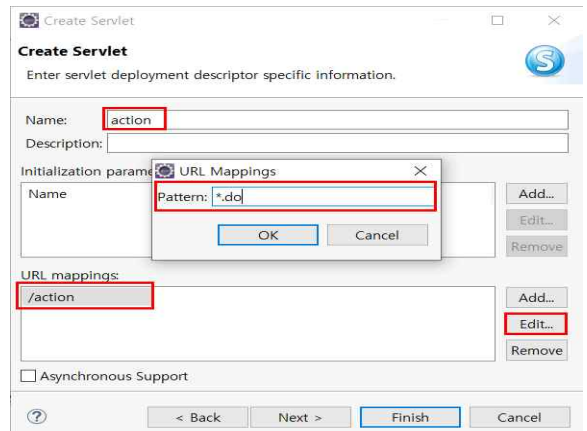 Create Servlet
Create Servlet
Enter servlet deployment descriptor specific information.
Name: action
Description:
Initialization parame
Name
Add...
Edit...
Remove
URL Mappings
Pattern: *.do
OK Cancel
URL mappings:
/action
Add...
Edit...
Remove
Asynchronous Support
? < Back Next > Finish Cancel